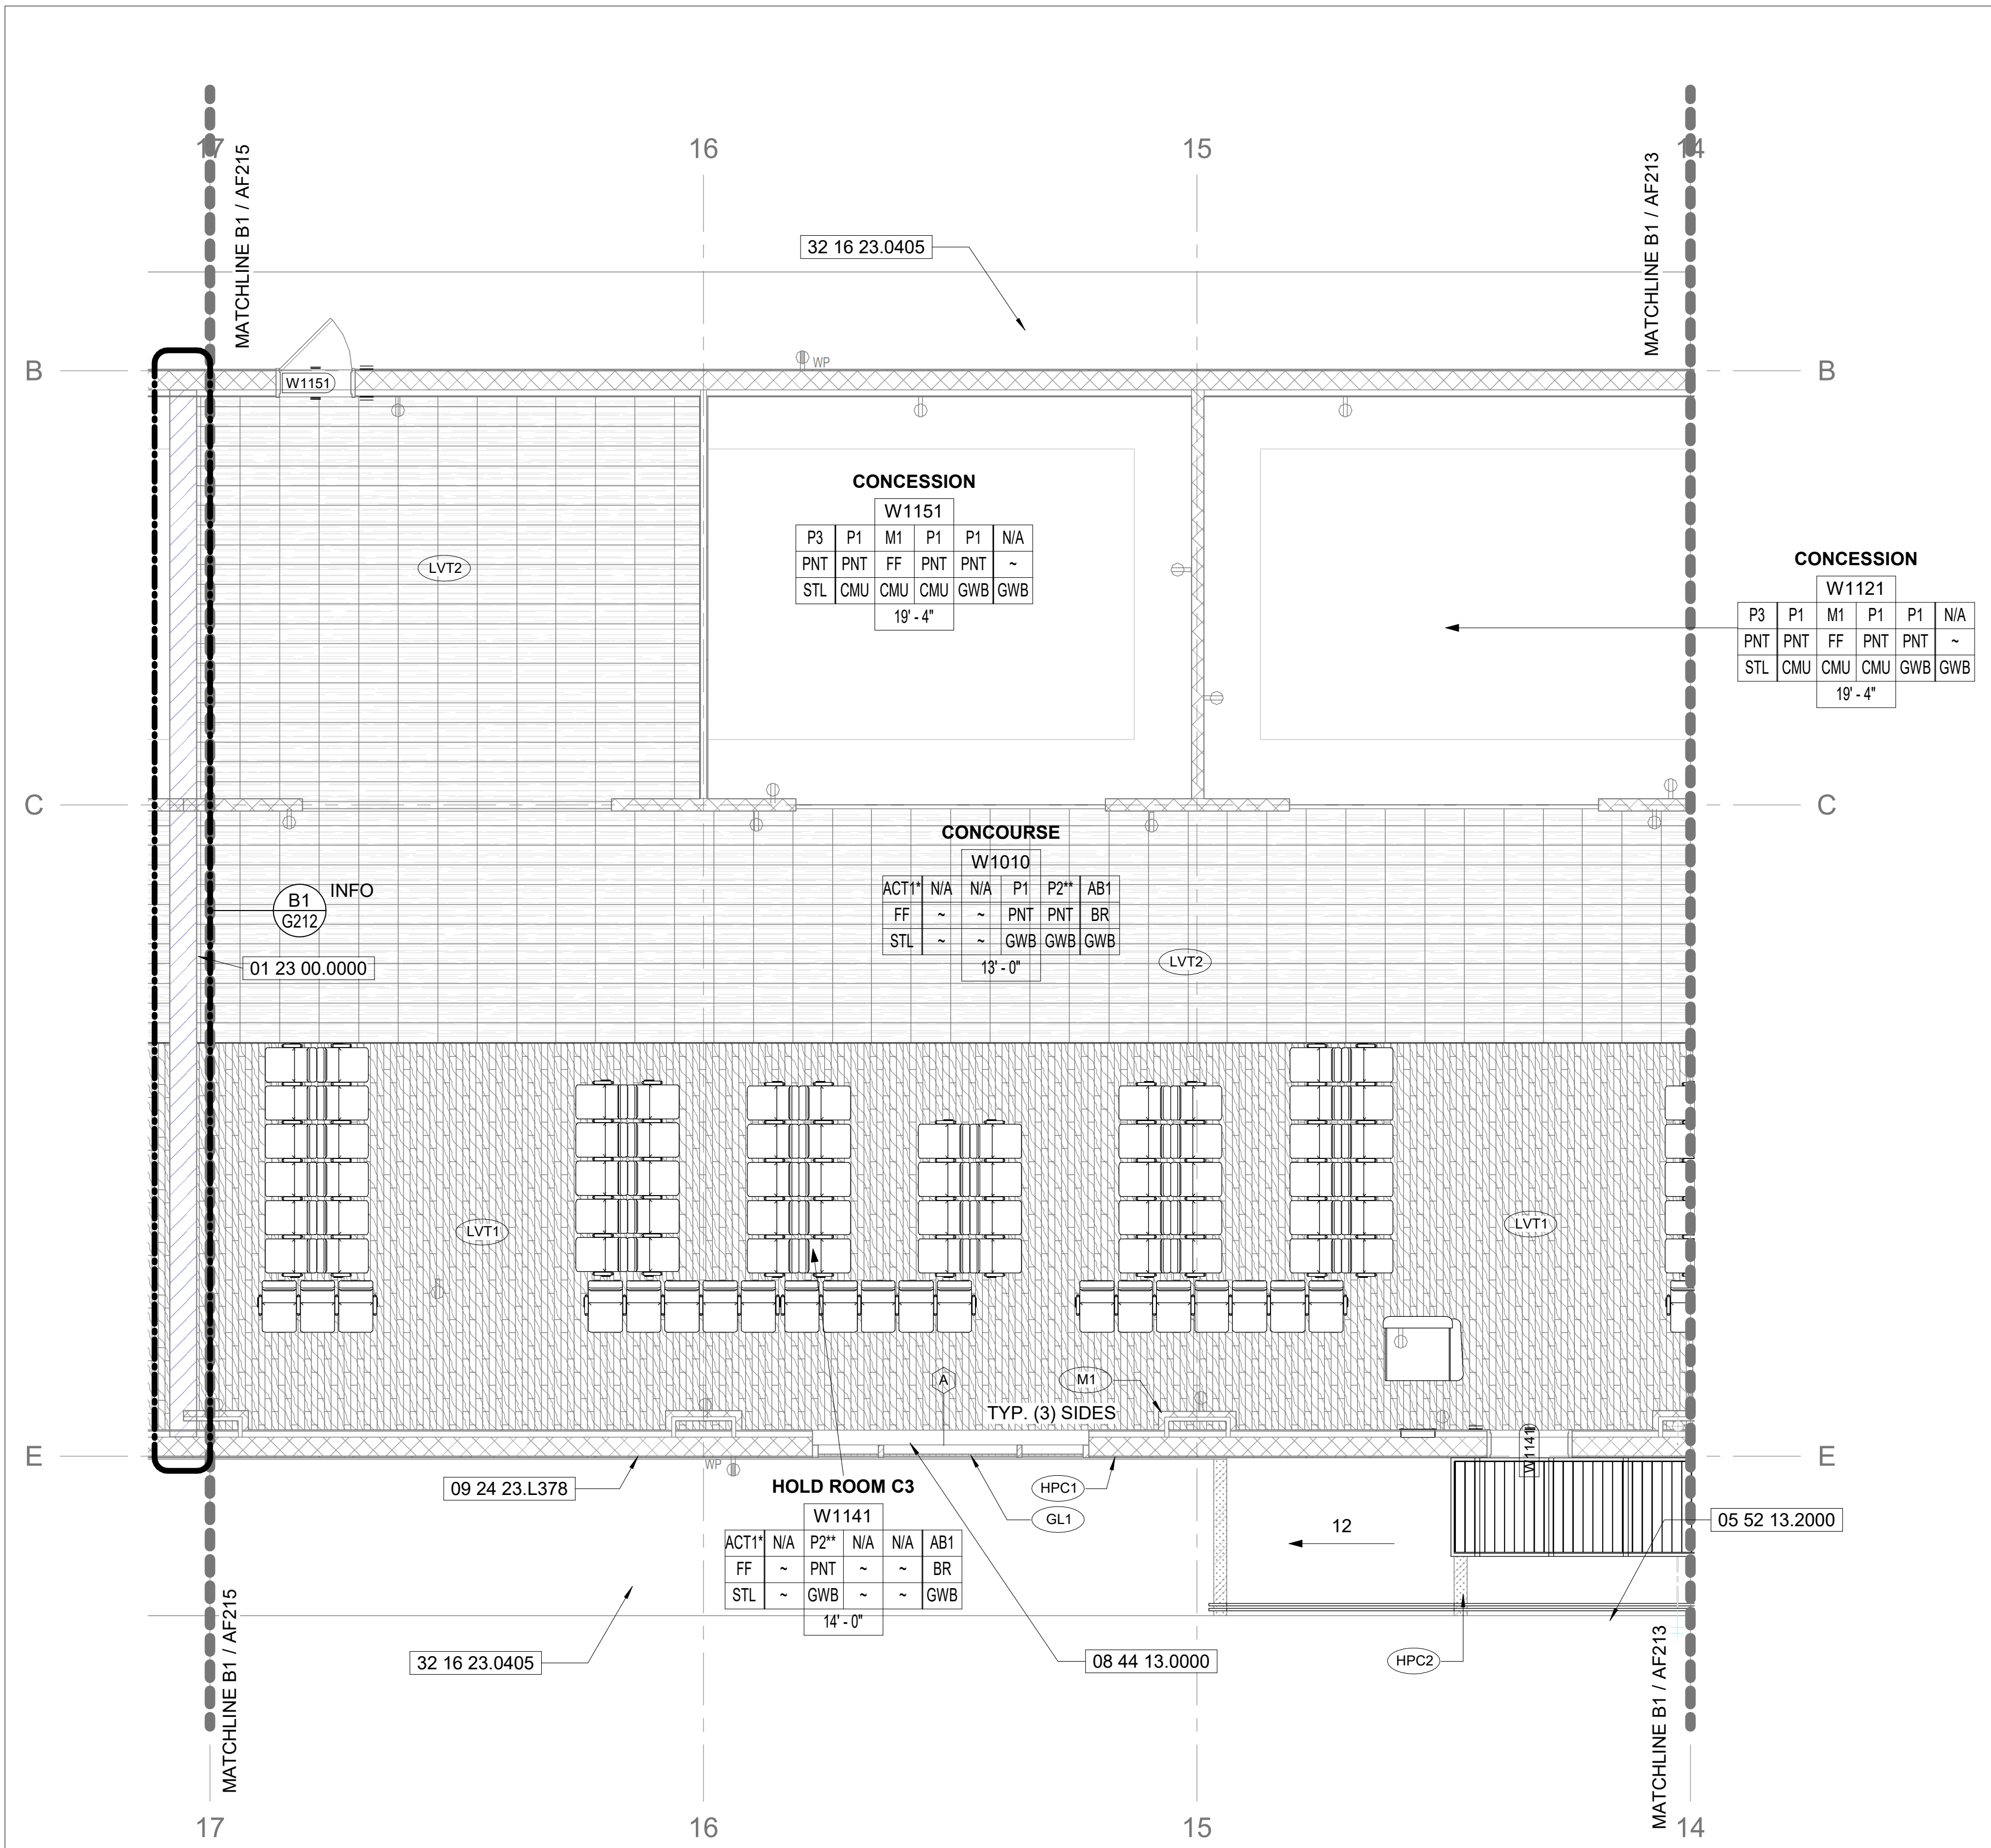 17
16
15
14
MATCHLINE B1 / AF215
MATCHLINE B1 / AF213
32 16 23.0405
B
WP
B
W1151
CONCESSION
W1151
P3 P1 M1 P1 P1 N/A
PNT PNT FF PNT PNT ~
STL CMU CMU CMU GWB GWB
19' - 4"
LVT2
CONCESSION
W1121
P3 P1 M1 P1 P1 N/A
PNT PNT FF PNT PNT ~
STL CMU CMU CMU GWB GWB
19' - 4"
C
C
CONCOURSE
W1010
ACT1* N/A N/A P1 P2** AB1
FF ~ ~ PNT PNT BR
STL ~ ~ GWB GWB GWB
13' - 0"
B1
G212
INFO
01 23 00.0000
LVT2
LVT1
LVT1
A
M1
TYP. (3) SIDES
E
E
W1141
WP
09 24 23.L378
HOLD ROOM C3
W1141
ACT1* N/A P2** N/A N/A AB1
FF ~ PNT ~ ~ BR
STL ~ GWB ~ ~ GWB
14' - 0"
HPC1
GL1
12
05 52 13.2000
32 16 23.0405
08 44 13.0000
HPC2
MATCHLINE B1 / AF215
MATCHLINE B1 / AF213
17
16
15
14